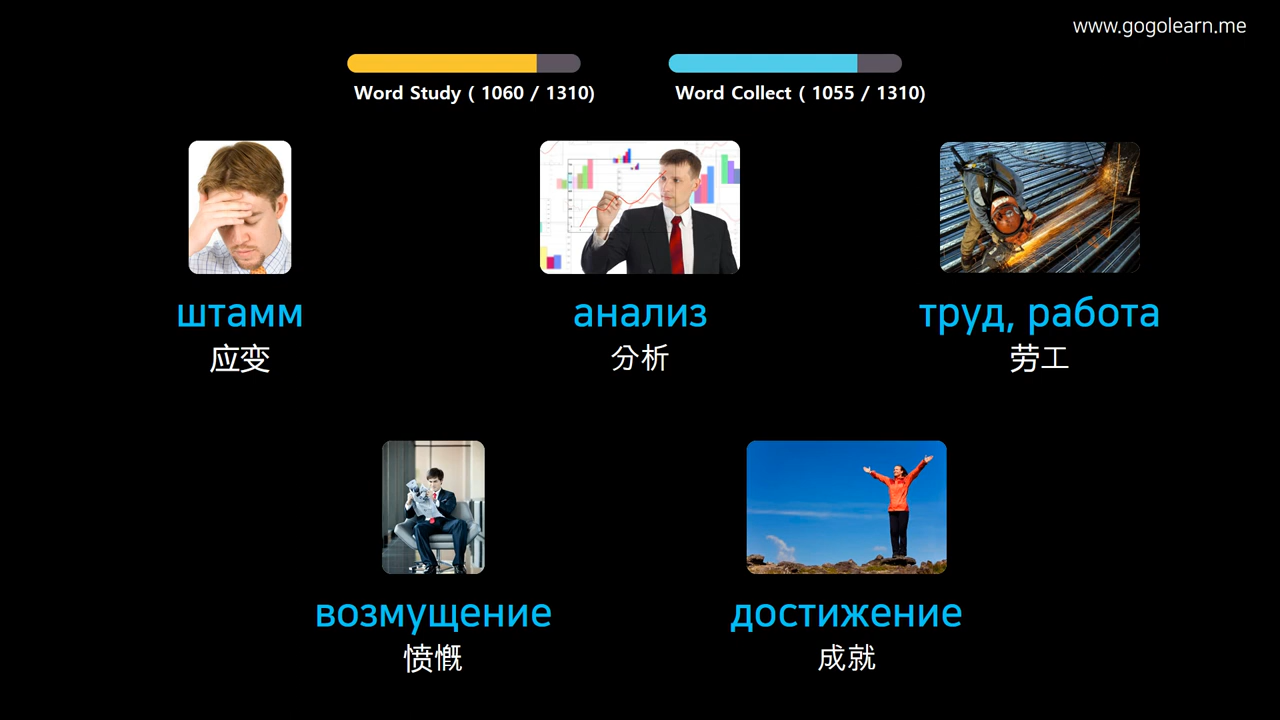 www.gogolearn.me
Word Study ( 1060 / 1310)
Word Collect ( 1055 / 1310)
штамм
应变
анализ
分析
труд, работа
劳工
возмущение
愤慨
достижение
成就